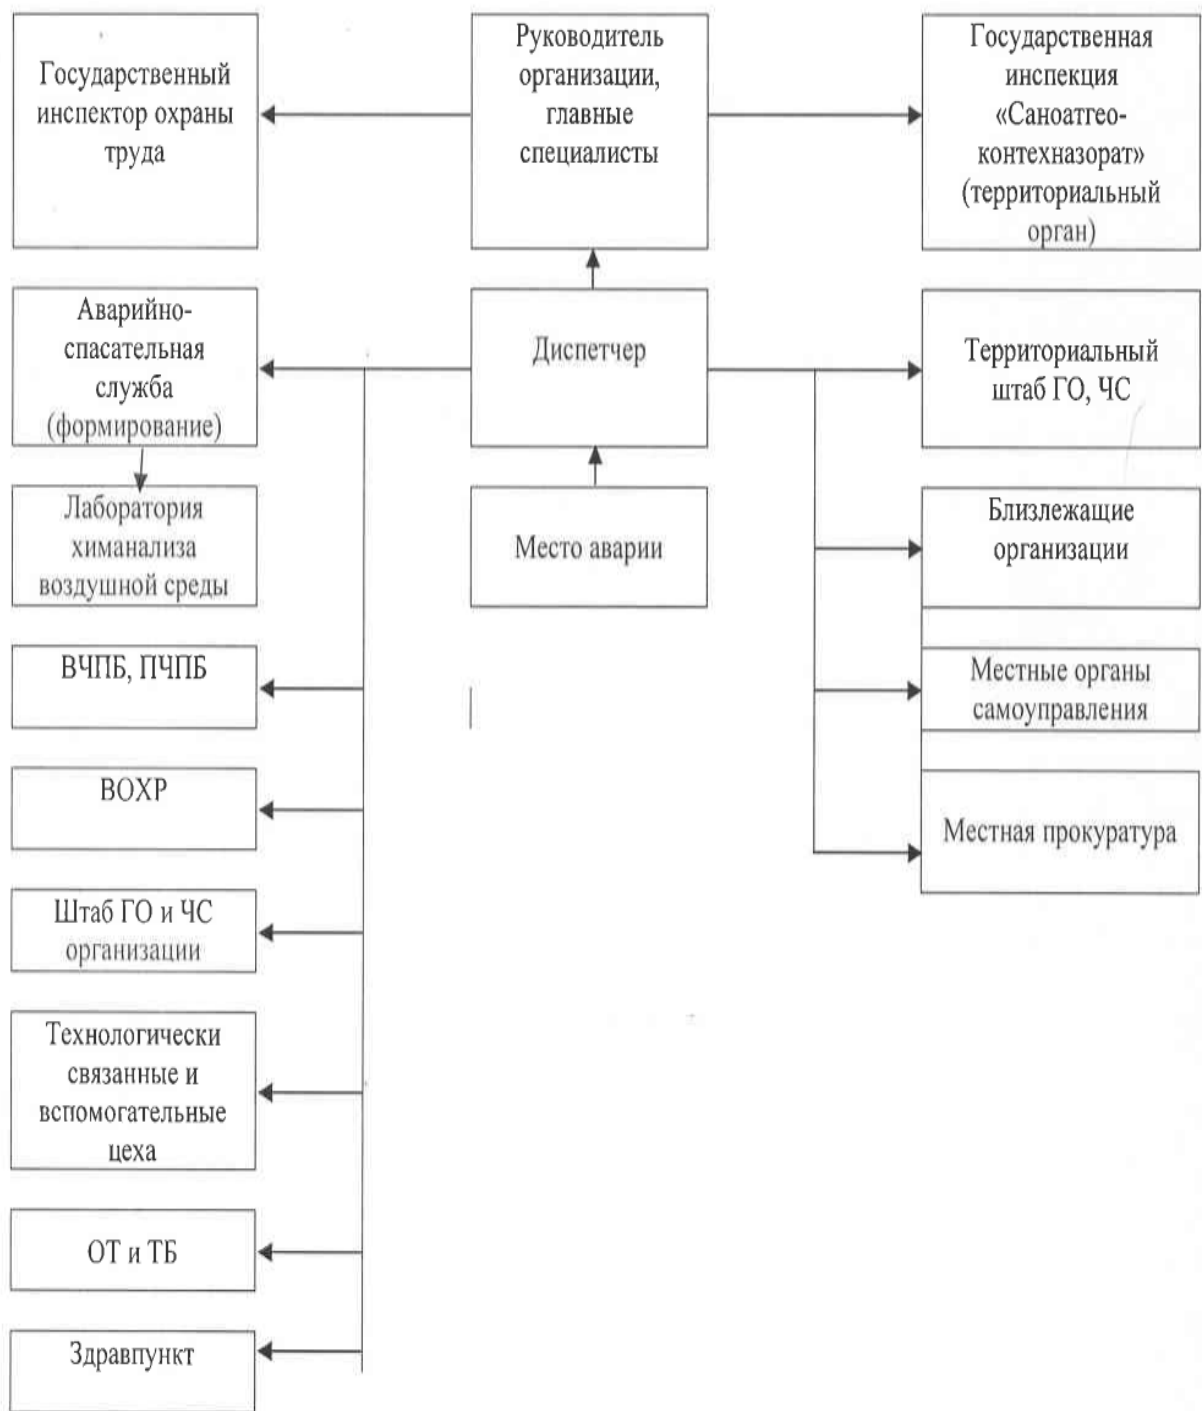 Государственный
инспектор охраны
труда
Руководитель
организации,
главные
специалисты
Государственная
инспекция
«Саноатгео-
контехназорат»
(территориальный
орган)
Аварийно-
спасательная
служба
(формирование)
Диспетчер
Территориальный
штаб ГО, ЧС
Лаборатория
химанализа
воздушной среды
Место аварии
Близлежащие
организации
ВЧПБ, ПЧПБ
Местные органы
самоуправления
ВОХР
Местная прокуратура
Штаб ГО и ЧС
организации
Технологически
связанные и
вспомогательные
цеха
ОТ и ТБ
Здравпункт